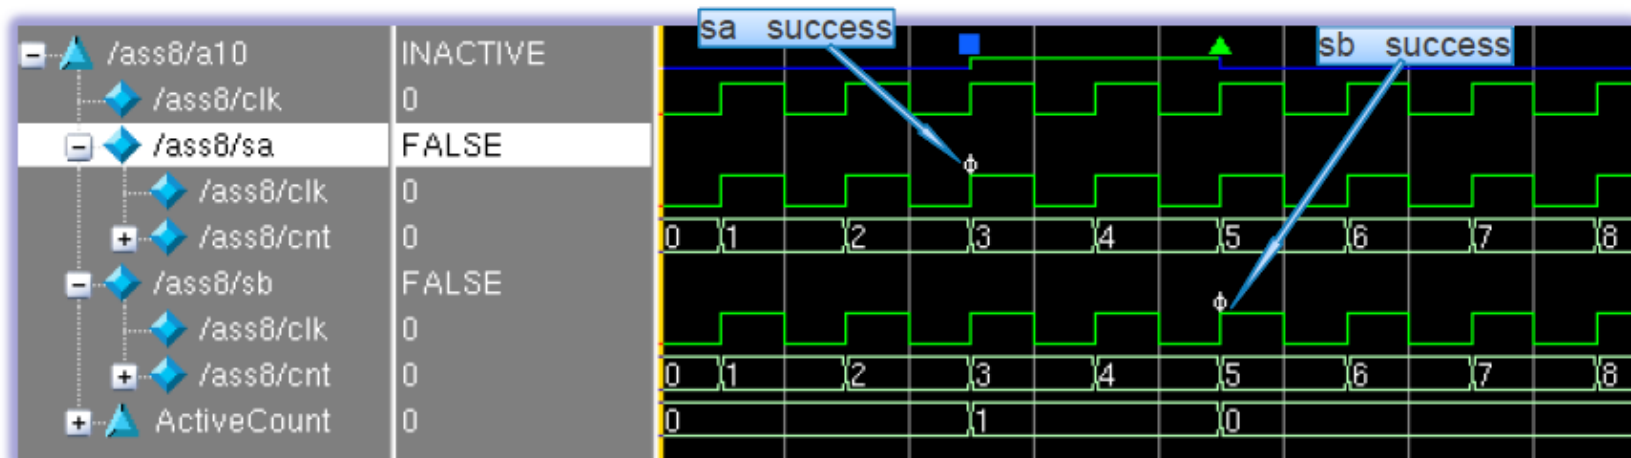 sa success
sb success
/ass8/a10 INACTIVE
/ass8/clk 0
/ass8/sa FALSE
/ass8/clk 0
/ass8/cnt 0 0 1 2 3 4 5 6 7 8
/ass8/sb FALSE
/ass8/clk 0
/ass8/cnt 0 0 1 2 3 4 5 6 7 8
ActiveCount 0 0 1 0